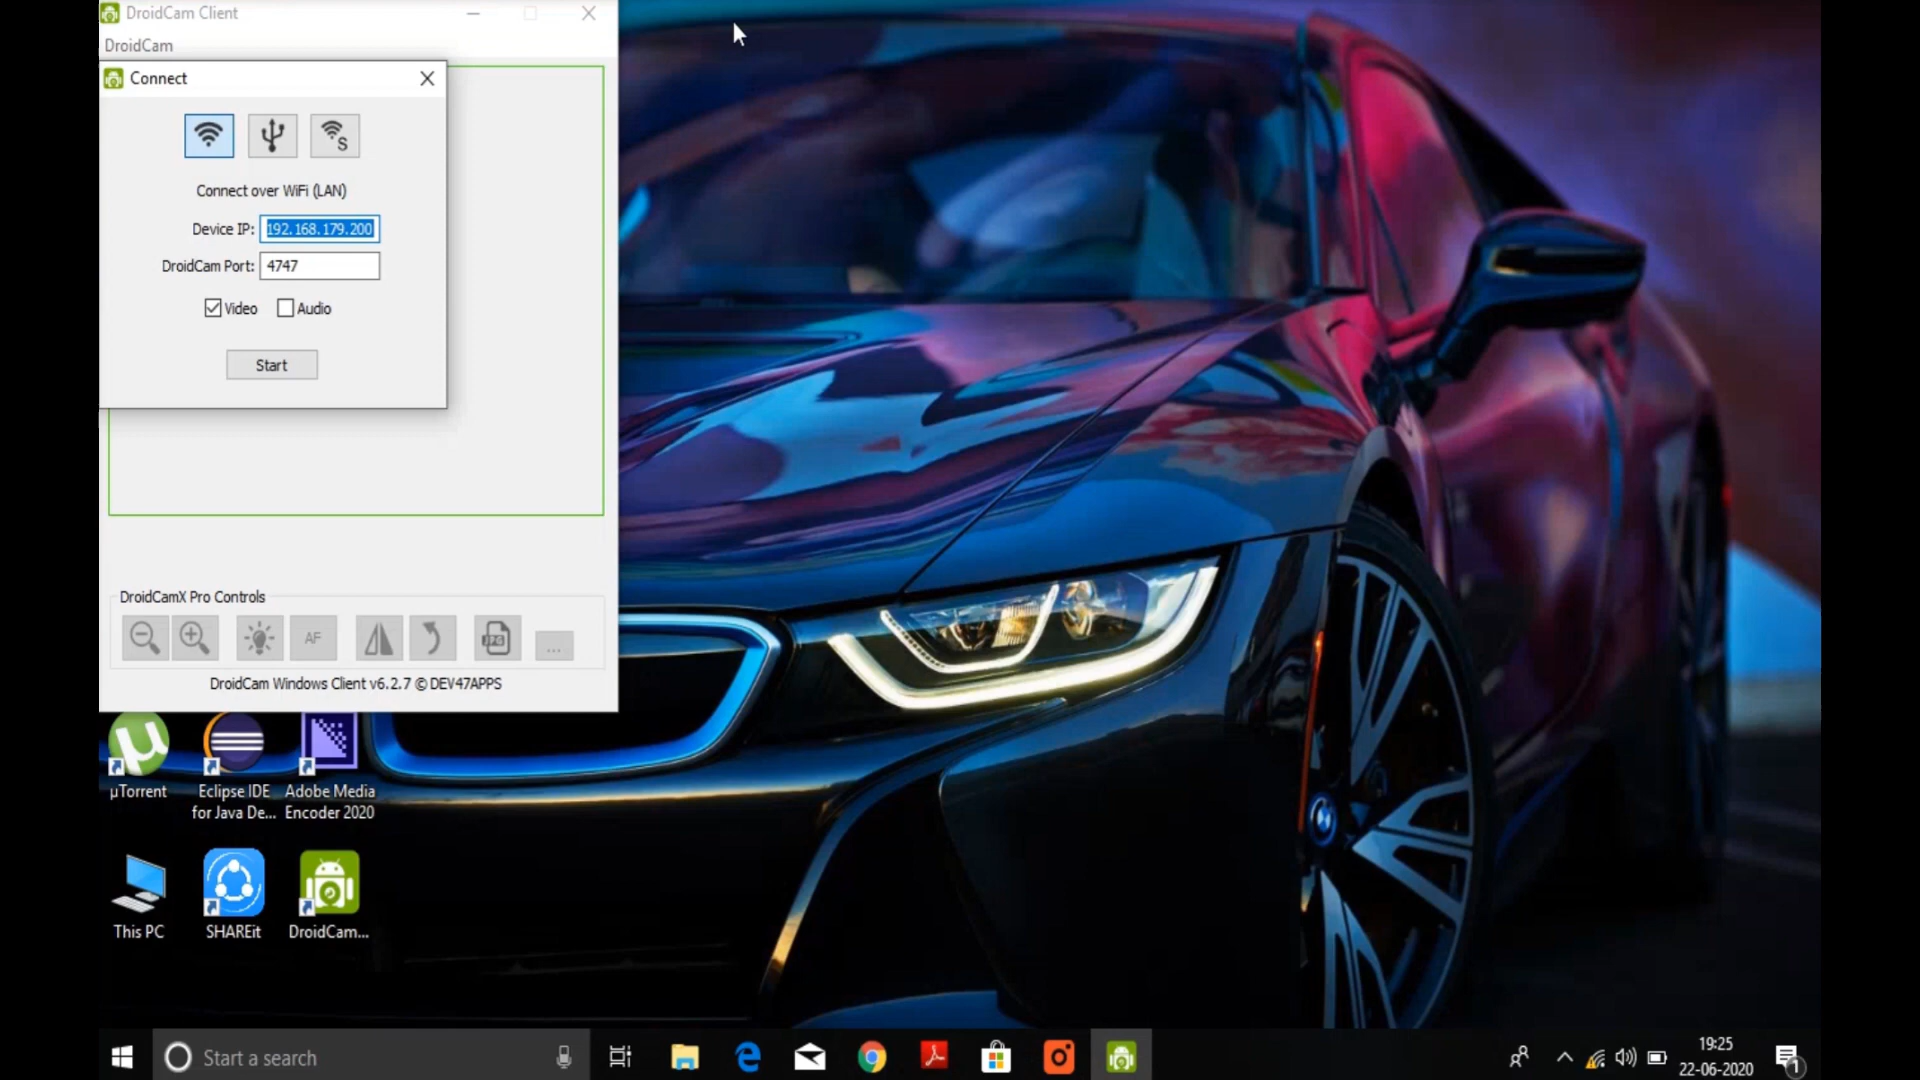 DroidCam Client
DroidCam
Connect
S
Connect over WiFi (LAN)
Device IP: 192.168.179.200
DroidCam Port: 4747
Video Audio
Start
DroidCamX Pro Controls
AF
JPG
...
DroidCam Windows Client v6.2.7 © DEV47APPS
µTorrent
Eclipse IDE
for Java De...
Adobe Media
Encoder 2020
This PC
SHAREit
DroidCam...
Start a search
19:25
22-06-2020
1